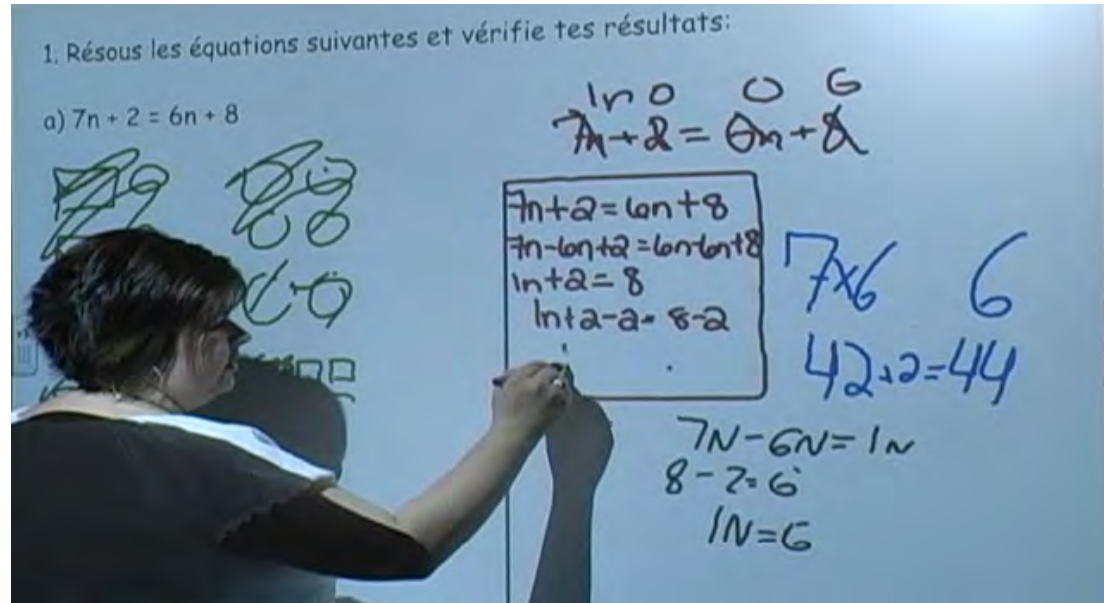 1. Résous les équations suivantes et vérifie tes résultats:
a) 7n + 2 = 6n + 8
1n 0 0 6
7n+2=6n+8
7n+2=6n+8
7n-6n+2=6n-6n+8
1n+2=8
1n+2-2=8-2
7x6 6
42+2=44
7N-6N=1N
8-2=6
1N=6